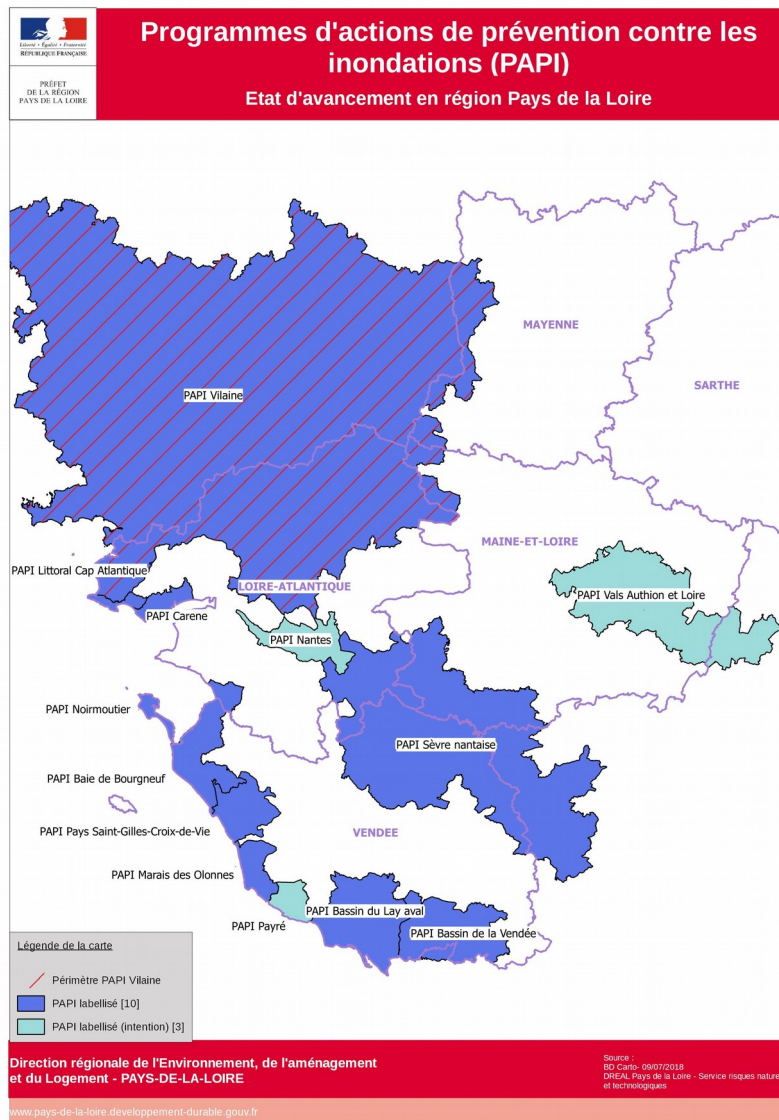 Liberté • Égalité • Fraternité
RÉPUBLIQUE FRANÇAISE
PRÉFET
DE LA RÉGION
PAYS DE LA LOIRE
Programmes d'actions de prévention contre les
inondations (PAPI)
Etat d'avancement en région Pays de la Loire
MAYENNE
SARTHE
PAPI Vilaine
MAINE-ET-LOIRE
PAPI Littoral Cap Atlantique
LOIRE-ATLANTIQUE
PAPI Vals Authion et Loire
PAPI Carene
PAPI Nantes
PAPI Noirmoutier
PAPI Sèvre nantaise
PAPI Baie de Bourgneuf
PAPI Pays Saint-Gilles-Croix-de-Vie
VENDEE
PAPI Marais des Olonnes
PAPI Bassin du Lay aval
PAPI Payré
PAPI Bassin de la Vendée
Légende de la carte
Périmètre PAPI Vilaine
PAPI labellisé [10]
PAPI labellisé (intention) [3]
Direction régionale de l'Environnement, de l'aménagement
et du Logement - PAYS-DE-LA-LOIRE
Source :
BD Carto- 09/07/2018
DREAL Pays de la Loire - Service risques nature
et technologiques
www.pays-de-la-loire.developpement-durable.gouv.fr